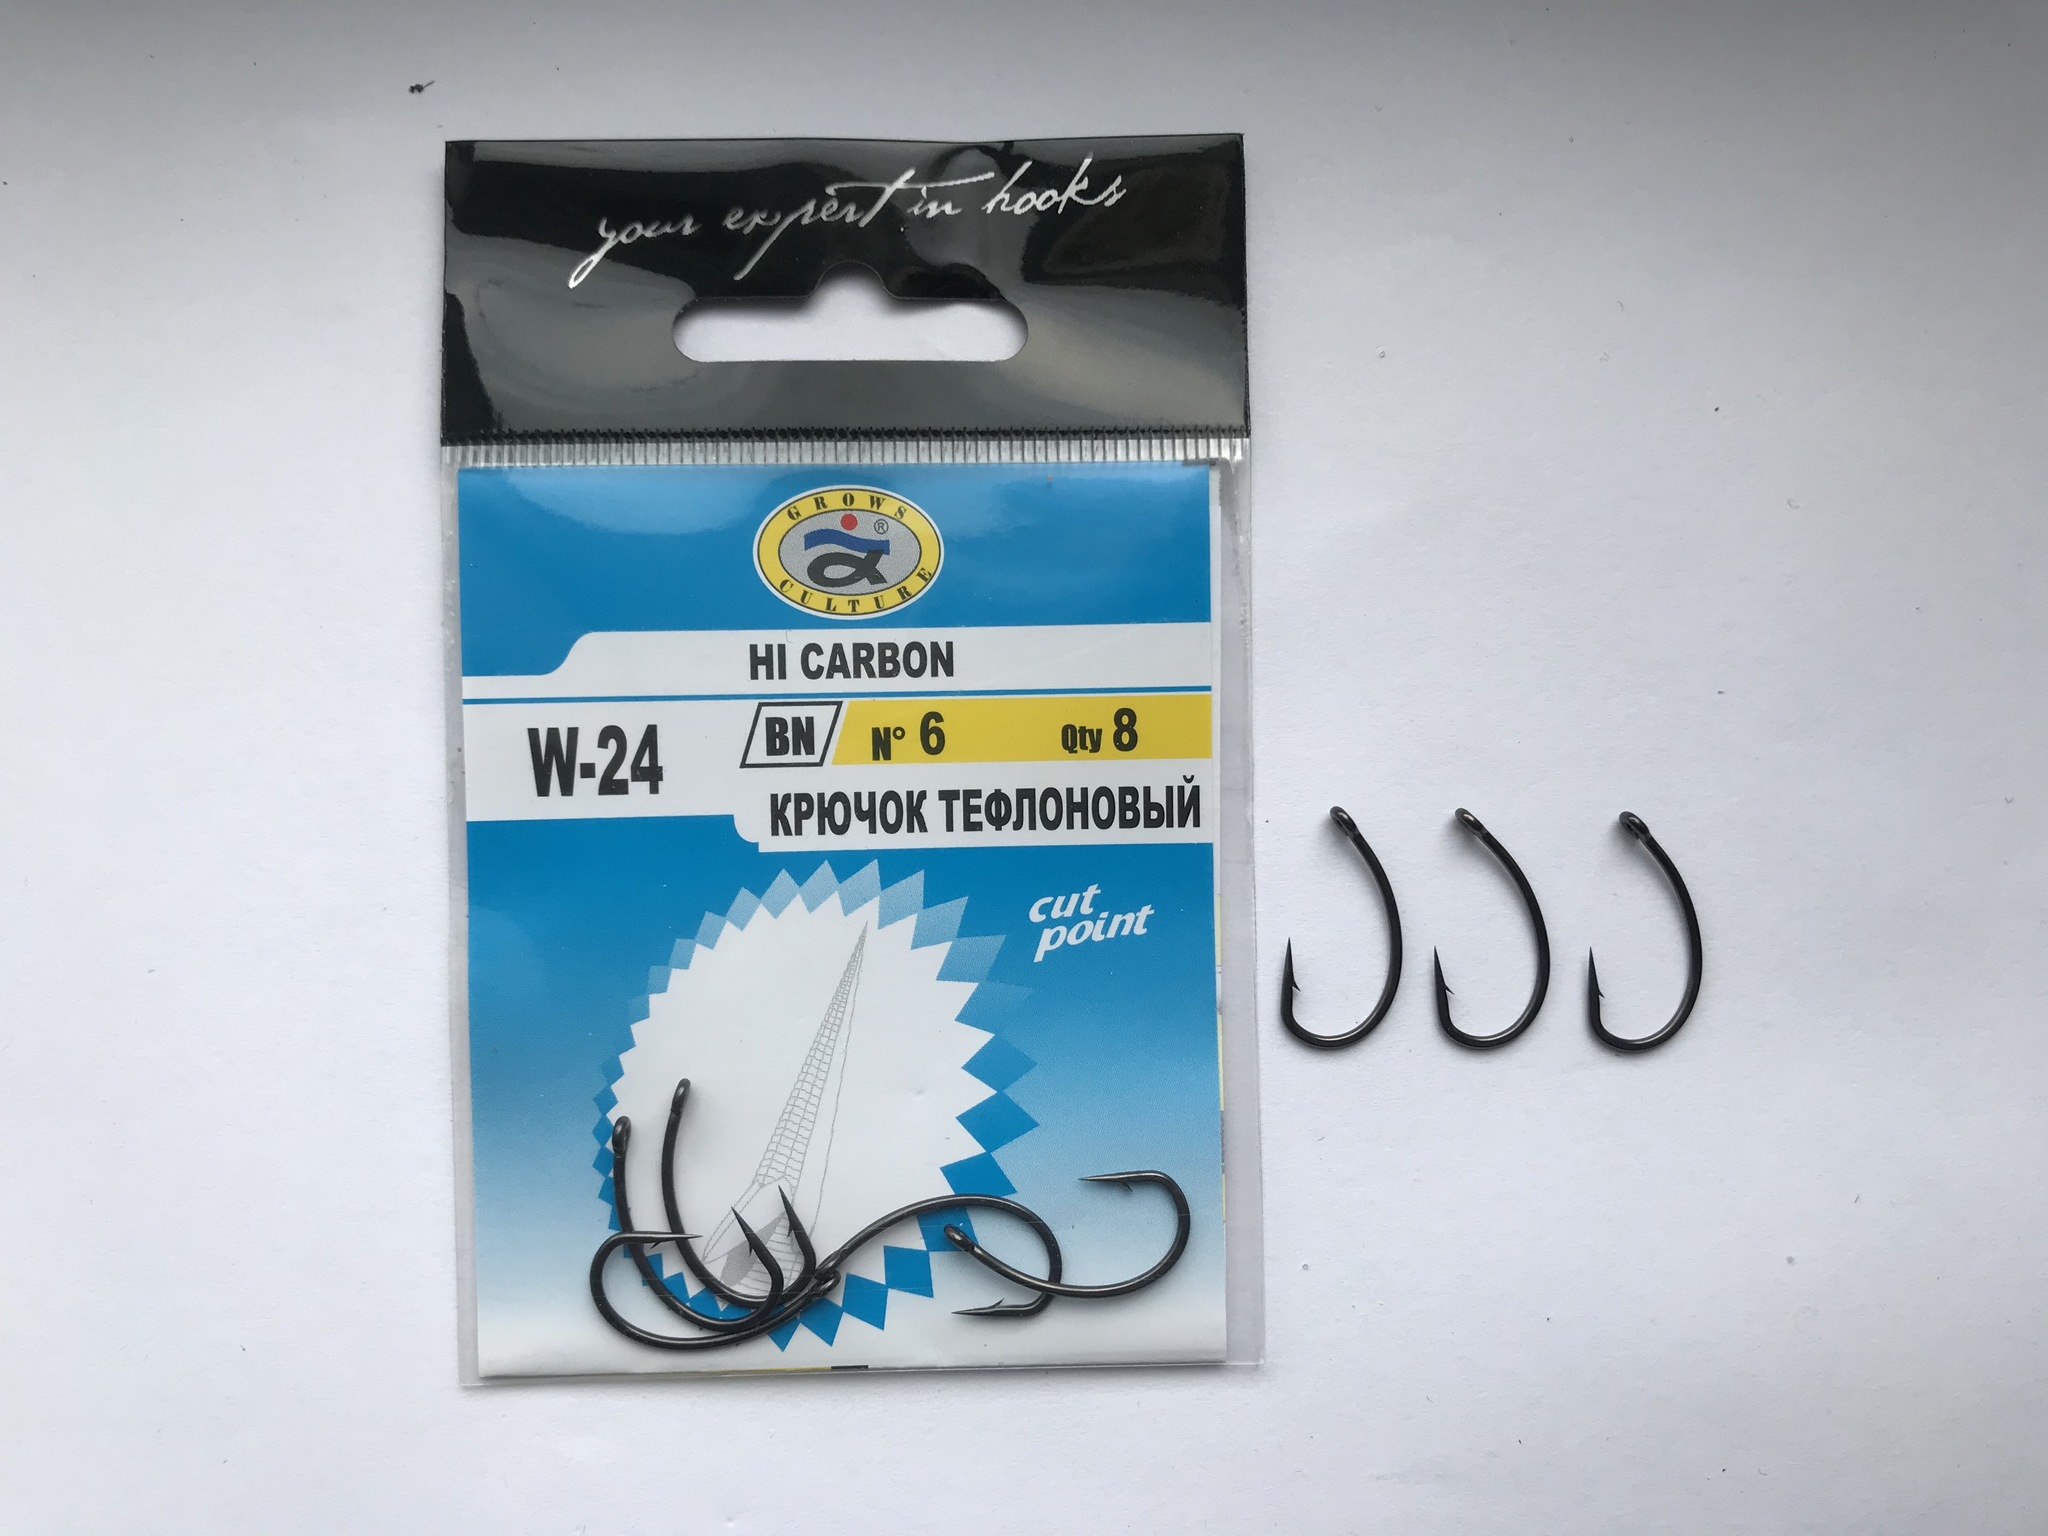 your expert in hooks
GROWS
®
CULTURE
HI CARBON
W-24
BN
N° 6
Qty 8
КРЮЧОК ТЕФЛОНОВЫЙ
cut
point